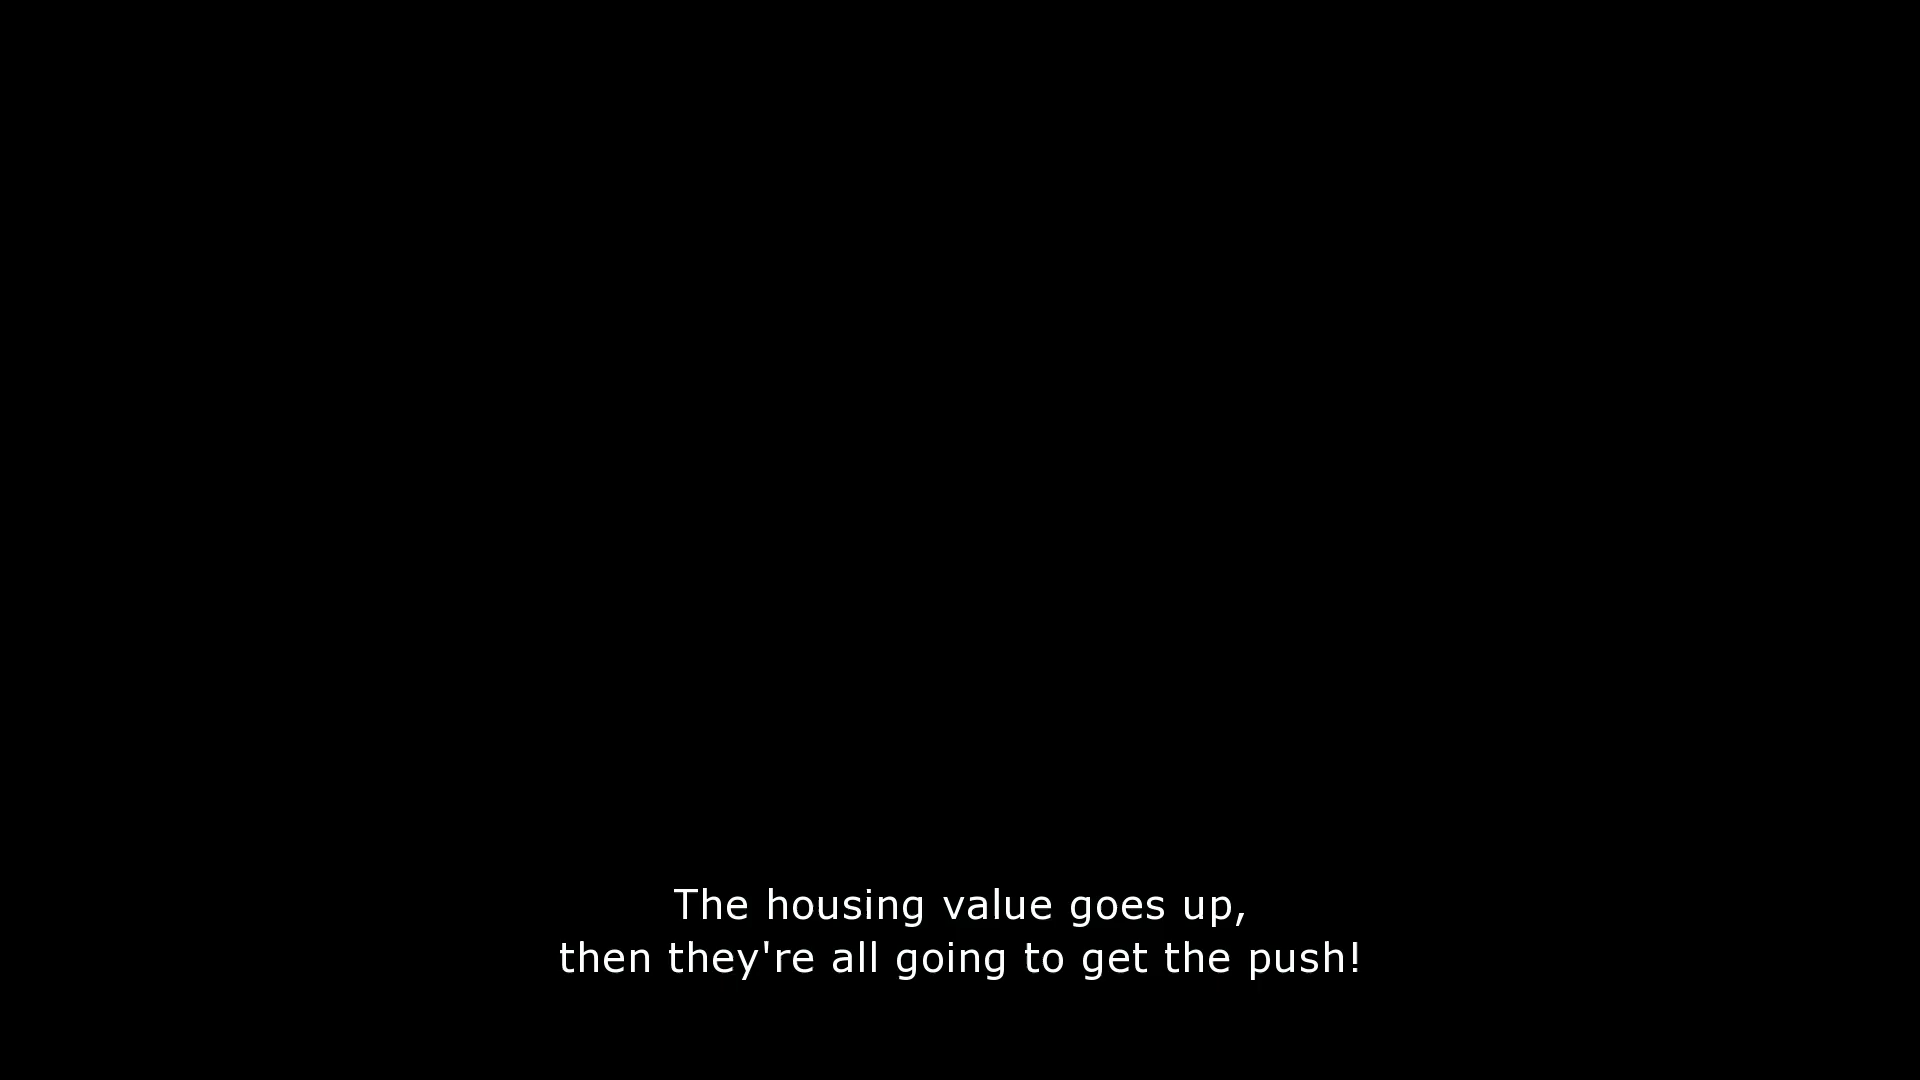 The housing value goes up,
then they're all going to get the push!